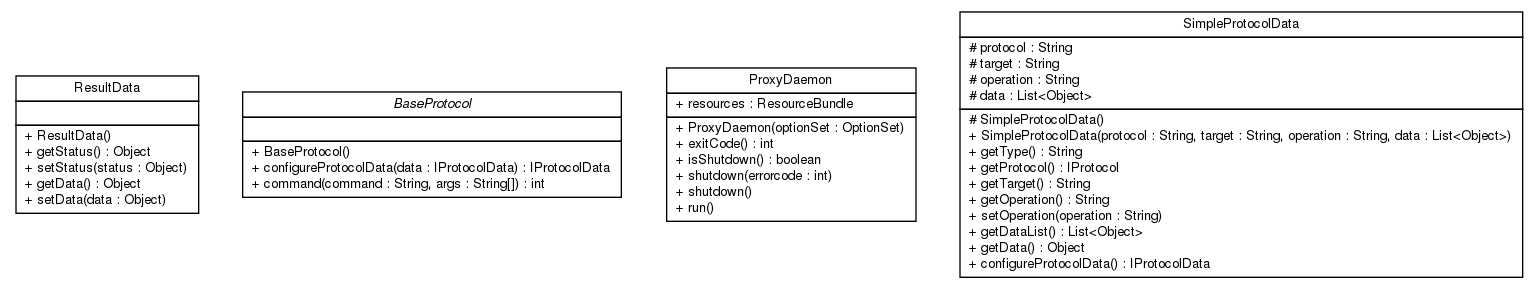 ResultData
+ ResultData()
+ getStatus() : Object
+ setStatus(status : Object)
+ getData() : Object
+ setData(data : Object)
BaseProtocol
+ BaseProtocol()
+ configureProtocolData(data : IProtocolData) : IProtocolData
+ command(command : String, args : String[]) : int
ProxyDaemon
+ resources : ResourceBundle
+ ProxyDaemon(optionSet : OptionSet)
+ exitCode() : int
+ isShutdown() : boolean
+ shutdown(errorcode : int)
+ shutdown()
+ run()
SimpleProtocolData
# protocol : String
# target : String
# operation : String
# data : List<Object>
# SimpleProtocolData()
+ SimpleProtocolData(protocol : String, target : String, operation : String, data : List<Object>)
+ getType() : String
+ getProtocol() : IProtocol
+ getTarget() : String
+ getOperation() : String
+ setOperation(operation : String)
+ getDataList() : List<Object>
+ getData() : Object
+ configureProtocolData() : IProtocolData